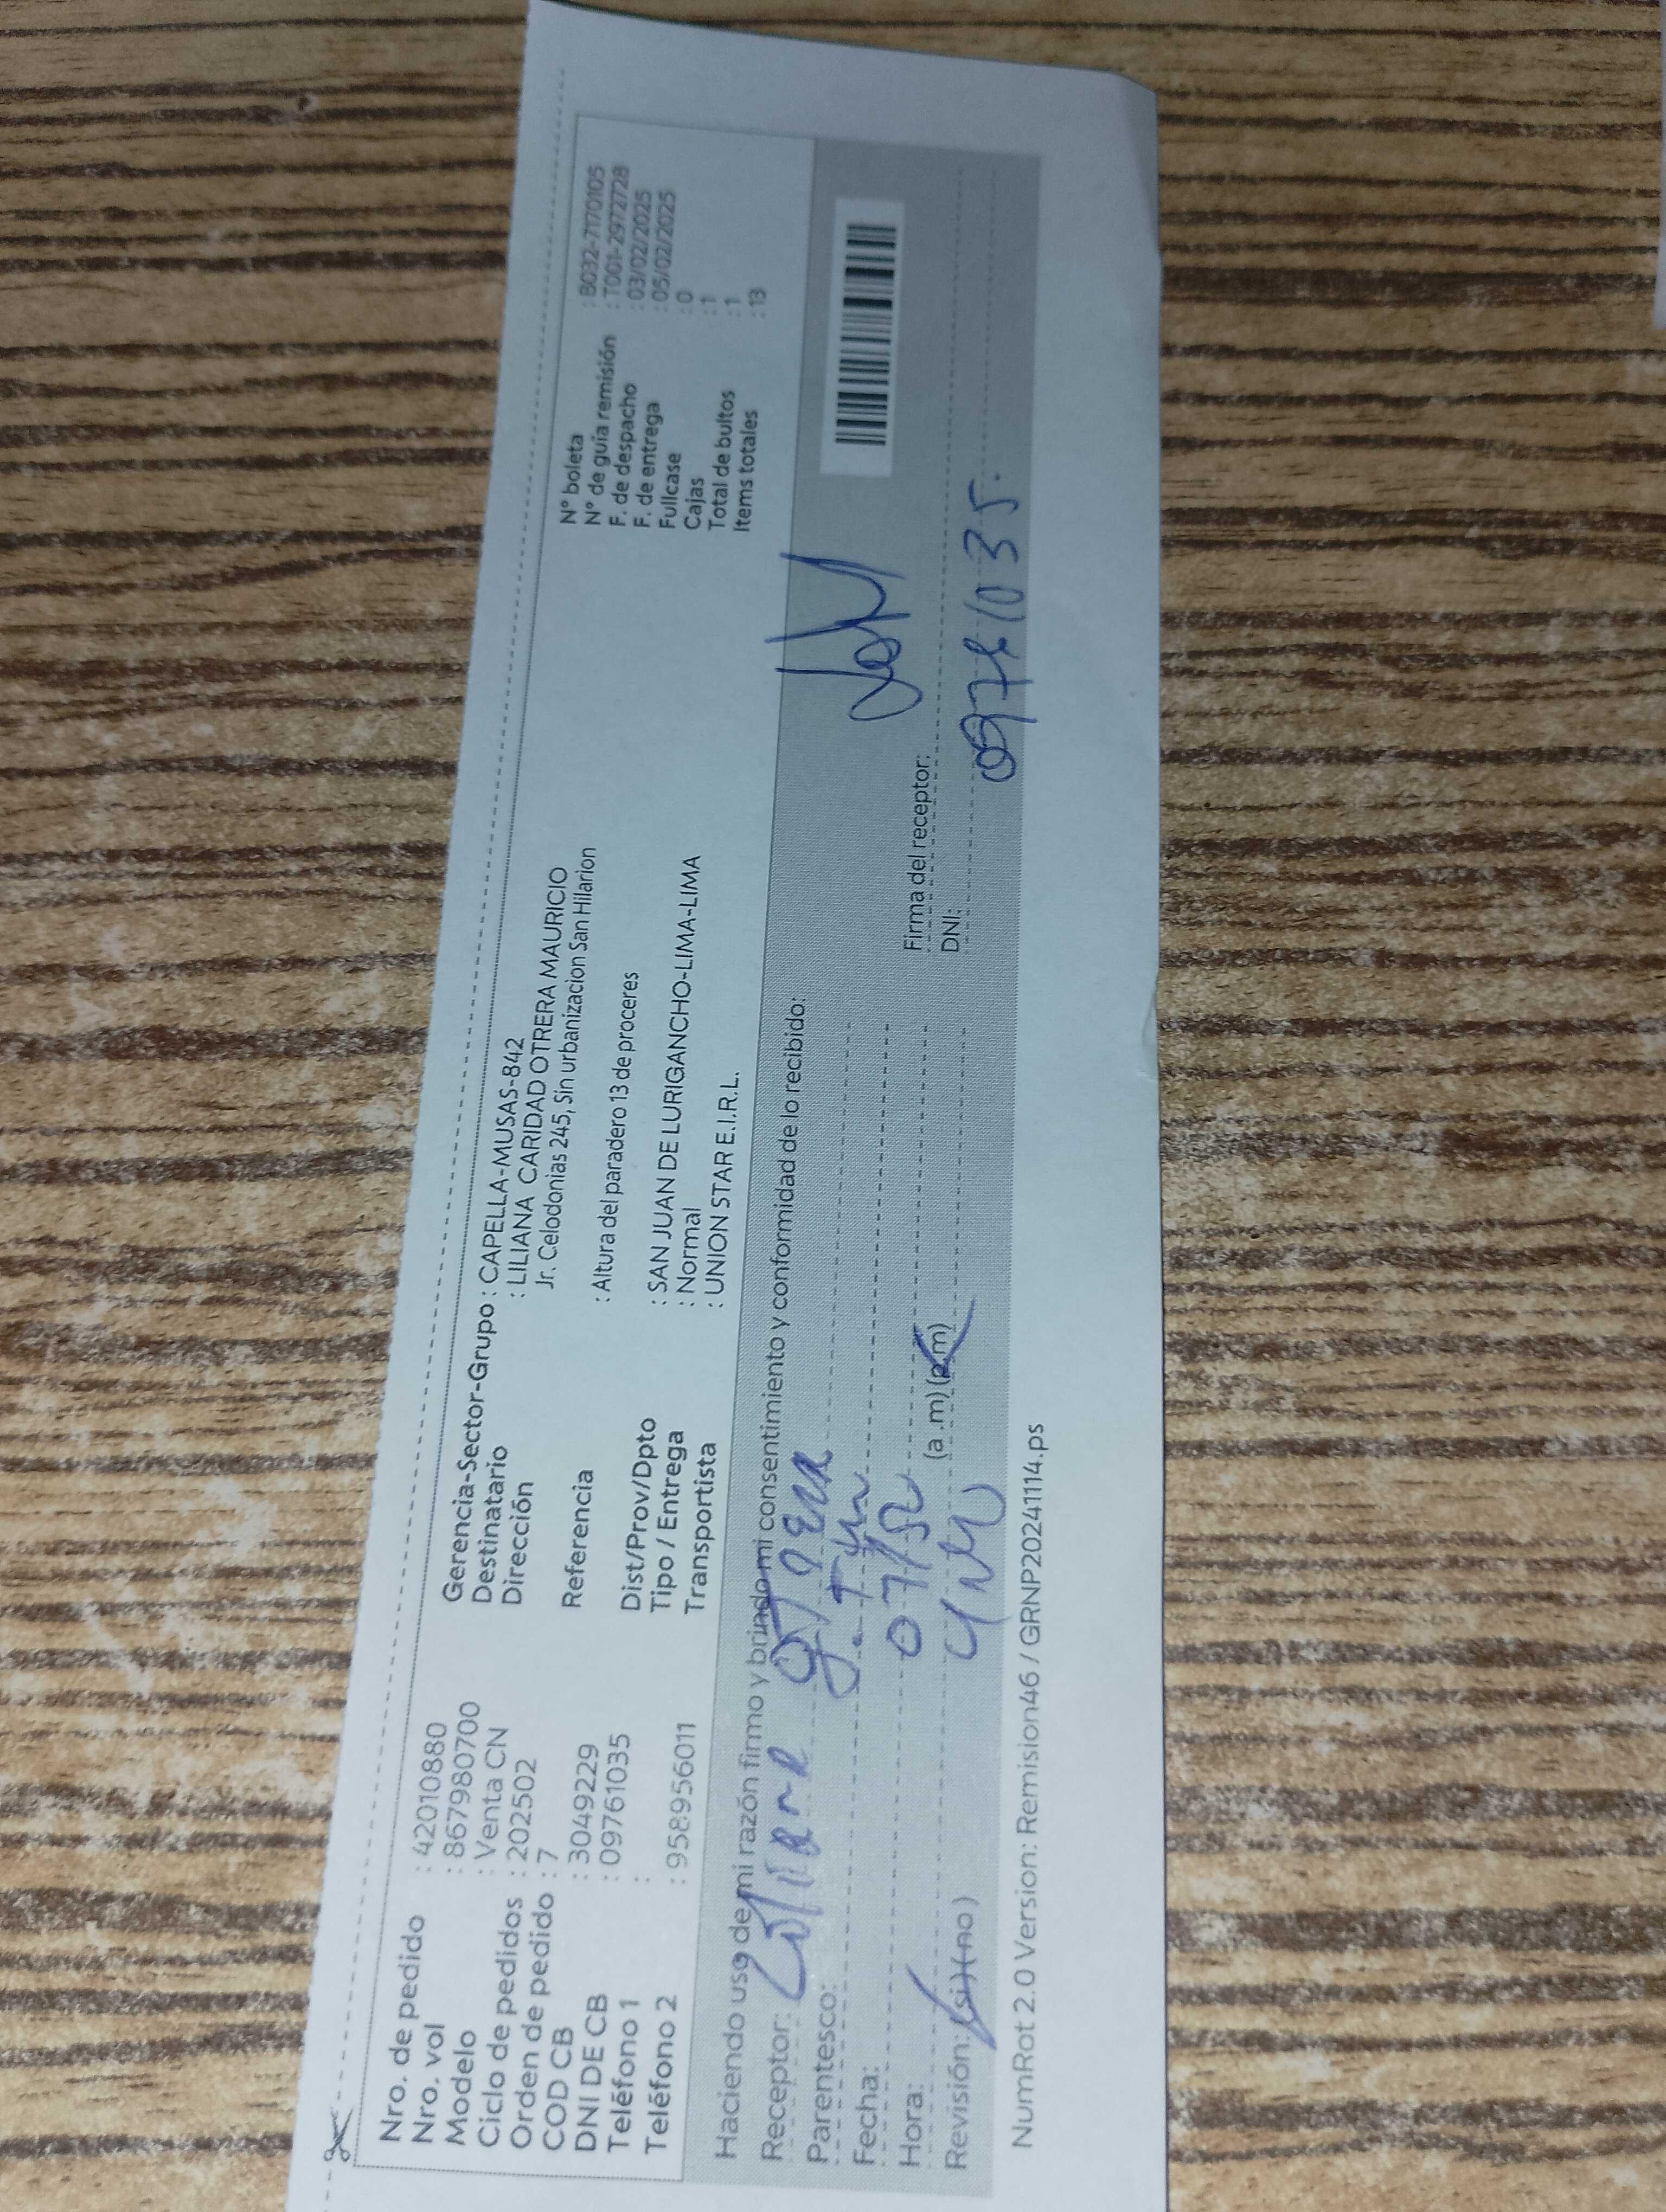 Nro. de pedido : 420110880
Nro. vol : 86798070​0
Modelo : Venta CN
Ciclo de pedidos : 202502
Orden de pedido : 7
COD CB : 3049229
DNI DE CB : 09761035
Teléfono 1 :
Teléfono 2 : 958956011
Gerencia-Sector-Grupo : CAPELLA-MUSAS-842
Destinatario : LILIANA CARIDAD OTRERA MAURICIO
Dirección Jr. Celodonias 245, Sin urbanizacion San Hilarion
Referencia : Altura del paradero 13 de proceres
Dist/Prov/Dpto : SAN JUAN DE LURIGANCHO-LIMA-LIMA
Tipo / Entrega : Normal
Transportista : UNION STAR E.I.R.L.
N° boleta : B032-7170105
N° de guía remisión : T001-2972728
F. de despacho : 03/02/2025
F. de entrega : 05/02/2025
Fullcase : 0
Cajas : 1
Total de bultos : 1
Items totales : 13
Haciendo uso de mi razón firmo y brindo mi consentimiento y conformidad de lo recibido:
Receptor: Liliana Otrera
Parentesco:
Fecha:
Hora: (a.m) (p.m)
Revisión: (si) (no)
Firma del receptor:
DNI: 09761035
NumRot 2.0 Version: Remision46 / GRNP20241114.ps